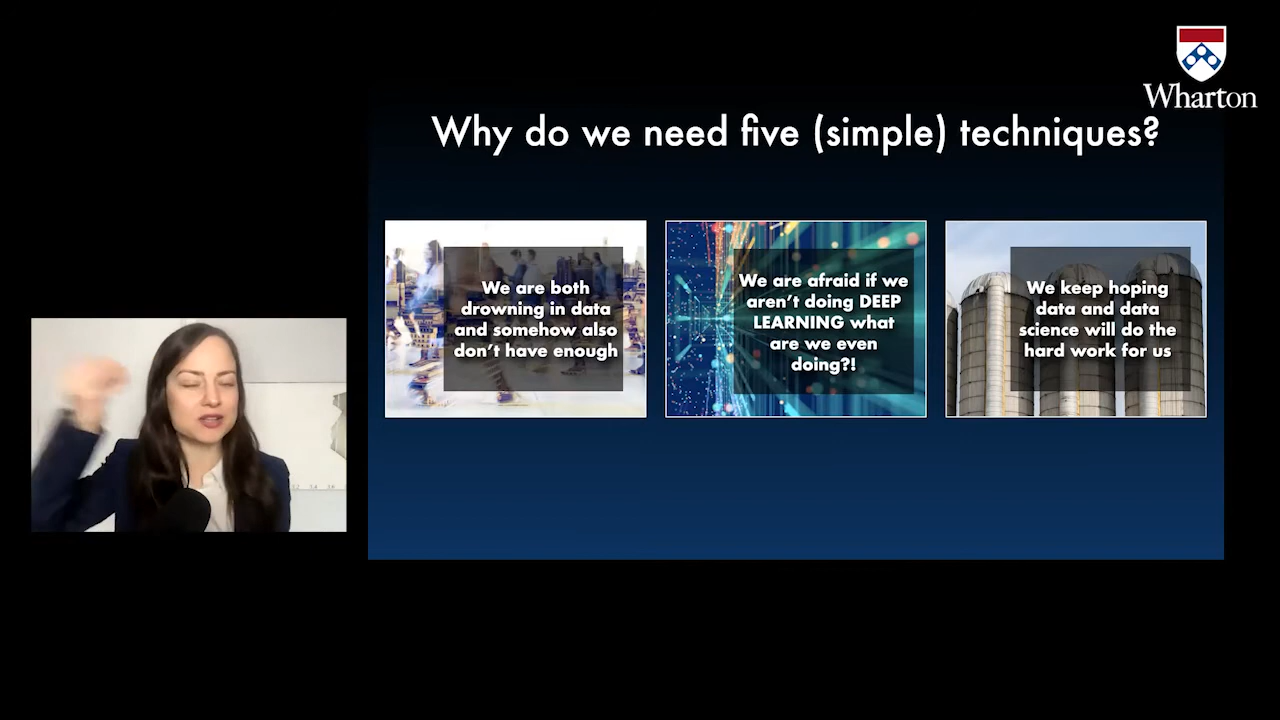 Wharton
Why do we need five (simple) techniques?
We are both
drowning in data
and somehow also
don't have enough
We are afraid if we
aren't doing DEEP
LEARNING what
are we even
doing?!
We keep hoping
data and data
science will do the
hard work for us